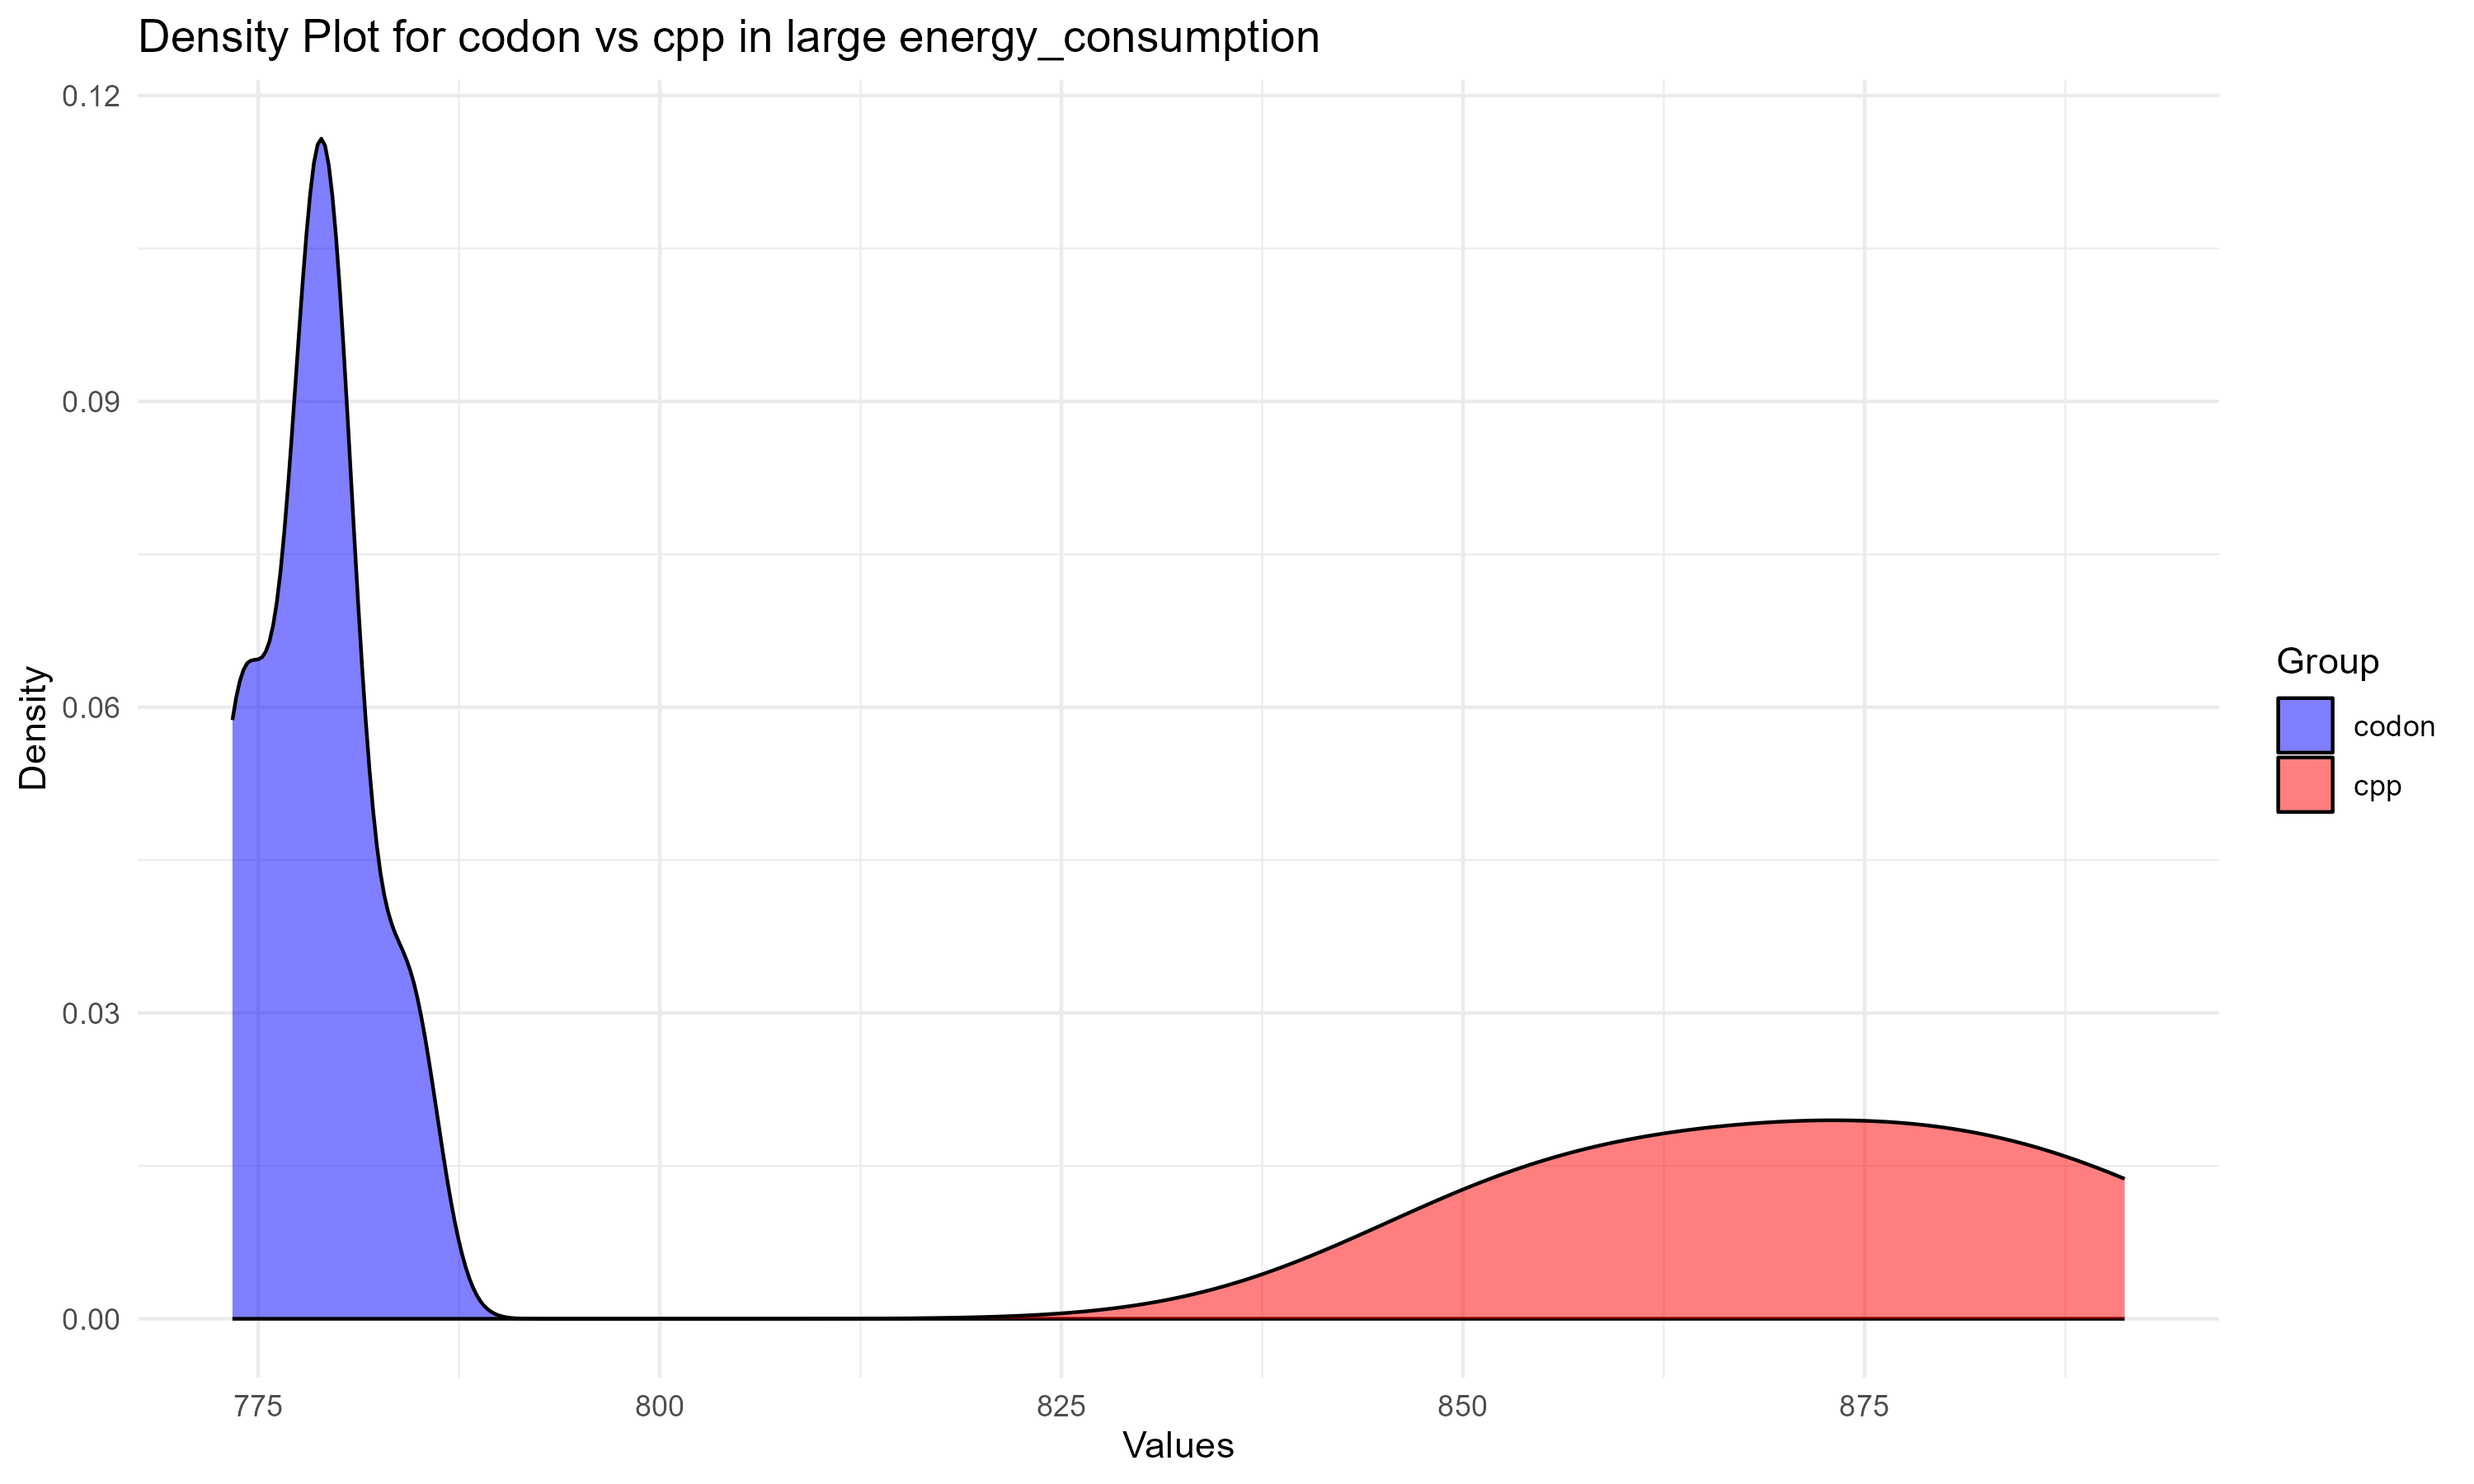 Density Plot for codon vs cpp in large energy_consumption
0.12
0.09
0.06
0.03
0.00
Density
775 800 825 850 875
Values
Group
codon
cpp